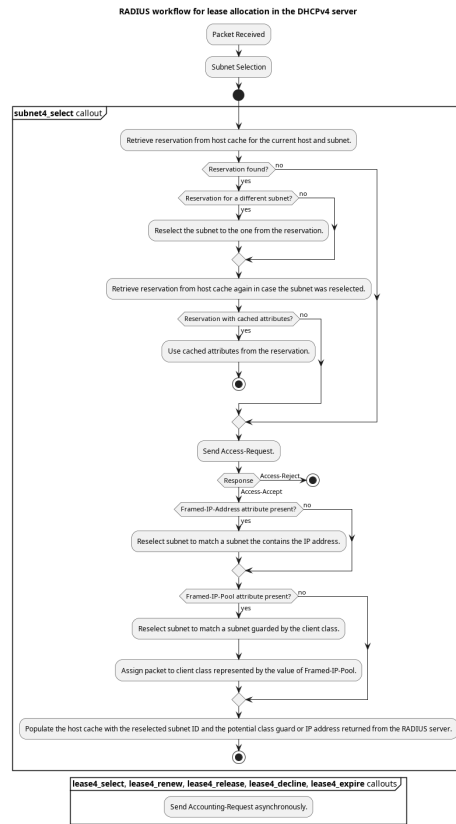 RADIUS workflow for lease allocation in the DHCPv4 server
Packet Received
Subnet Selection
subnet4_select callout
Retrieve reservation from host cache for the current host and subnet.
Reservation found?
no
yes
Reservation for a different subnet?
no
yes
Reselect the subnet to the one from the reservation.
Retrieve reservation from host cache again in case the subnet was reselected.
Reservation with cached attributes?
no
yes
Use cached attributes from the reservation.
Send Access-Request.
Response
Access-Reject
Access-Accept
Framed-IP-Address attribute present?
no
yes
Reselect subnet to match a subnet the contains the IP address.
Framed-IP-Pool attribute present?
no
yes
Reselect subnet to match a subnet guarded by the client class.
Assign packet to client class represented by the value of Framed-IP-Pool.
Populate the host cache with the reselected subnet ID and the potential class guard or IP address returned from the RADIUS server.
lease4_select, lease4_renew, lease4_release, lease4_decline, lease4_expire callouts
Send Accounting-Request asynchronously.